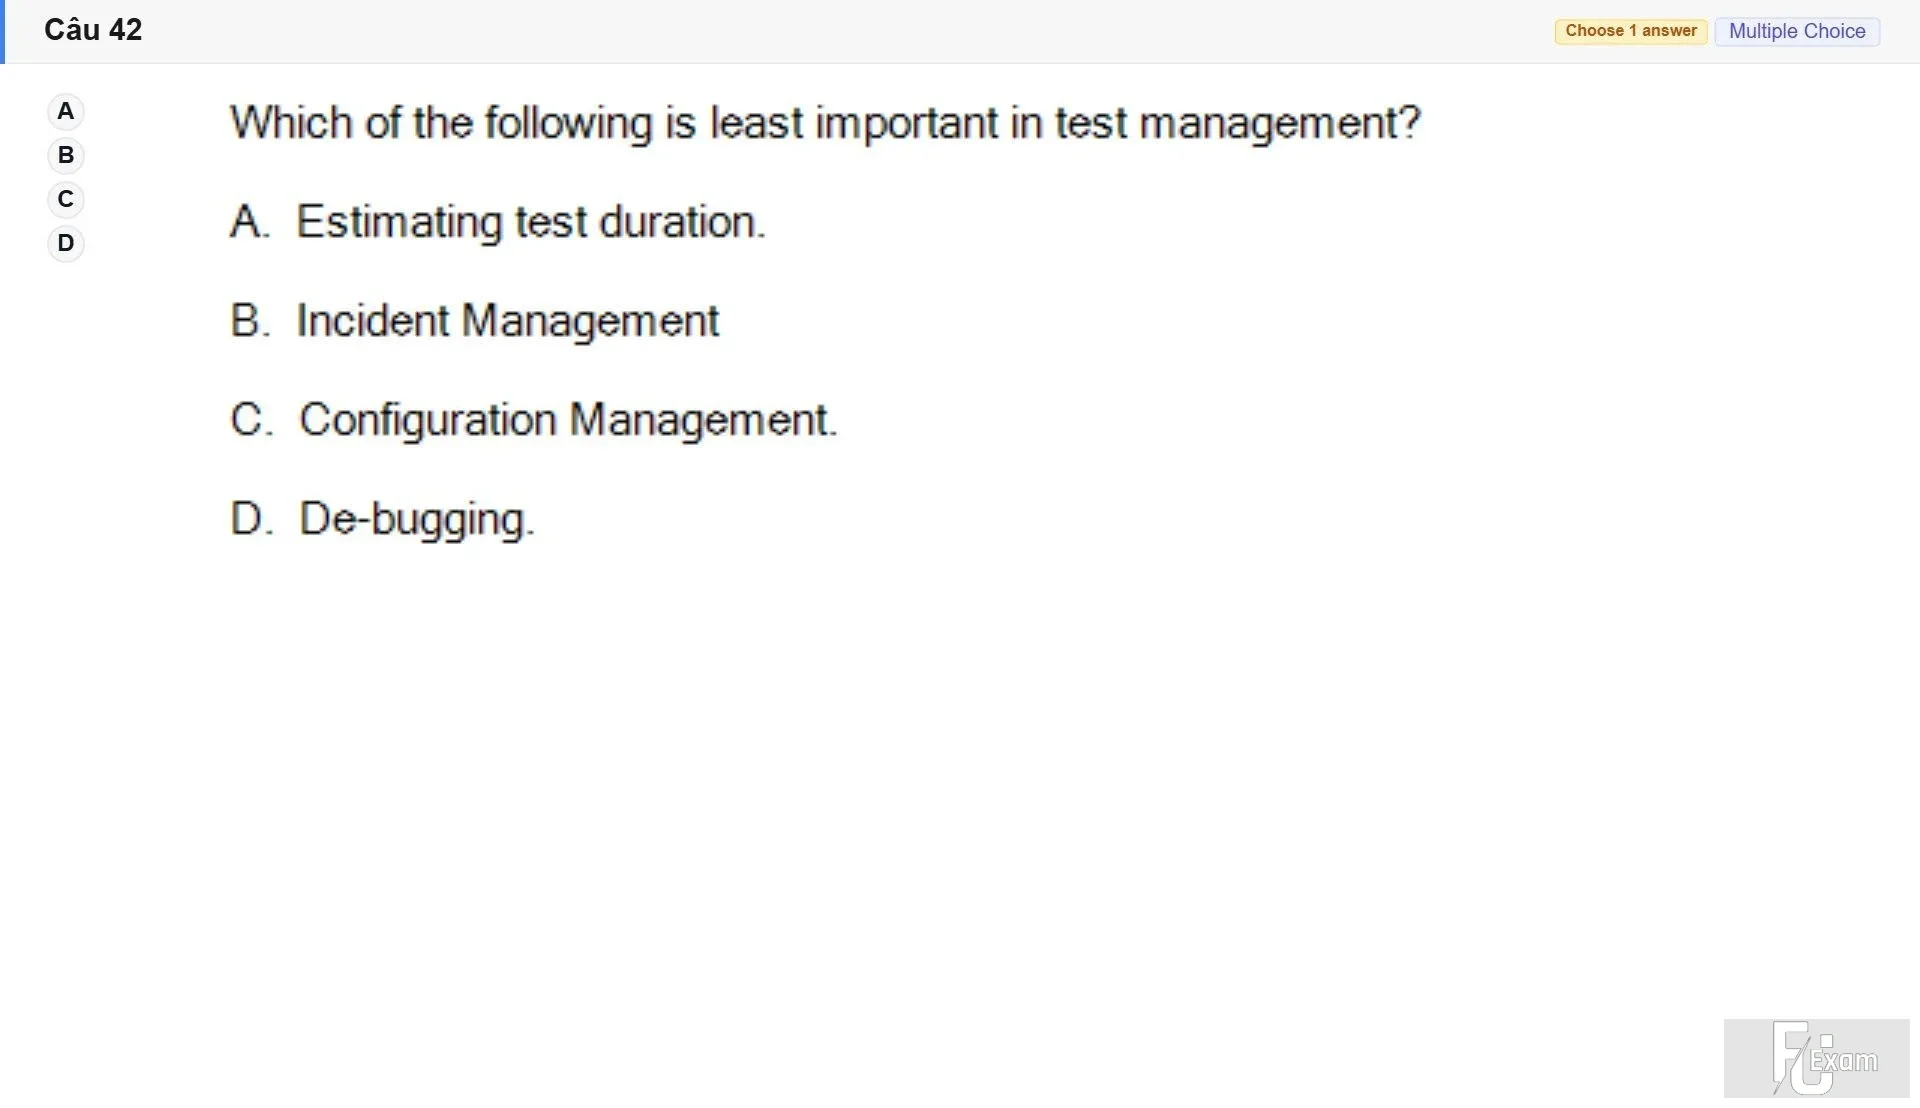 Câu 42
Choose 1 answer
Multiple Choice
A
B
C
D
Which of the following is least important in test management?
A. Estimating test duration.
B. Incident Management
C. Configuration Management.
D. De-bugging.
FU Exam